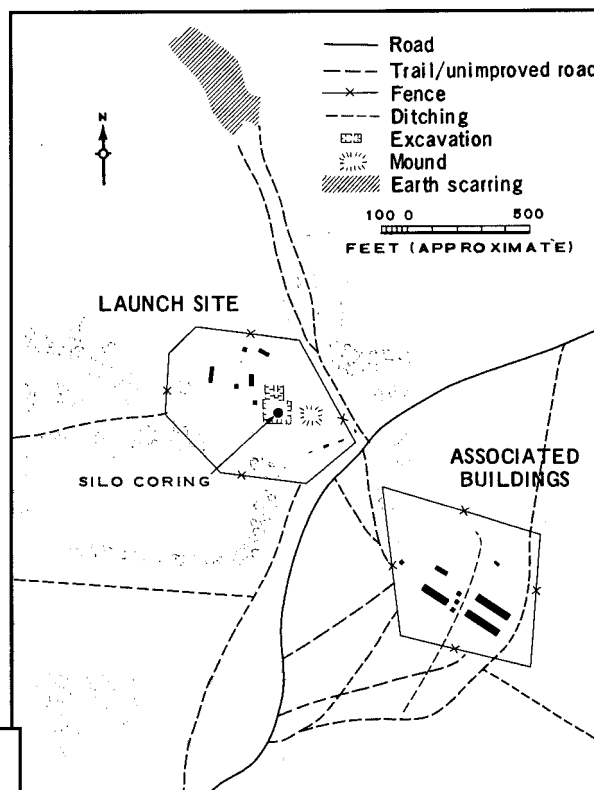 Road
Trail/unimproved road
Fence
Ditching
Excavation
Mound
Earth scarring
N
100 0 500
FEET (APPROXIMATE)
LAUNCH SITE
SILO CORING
ASSOCIATED
BUILDINGS